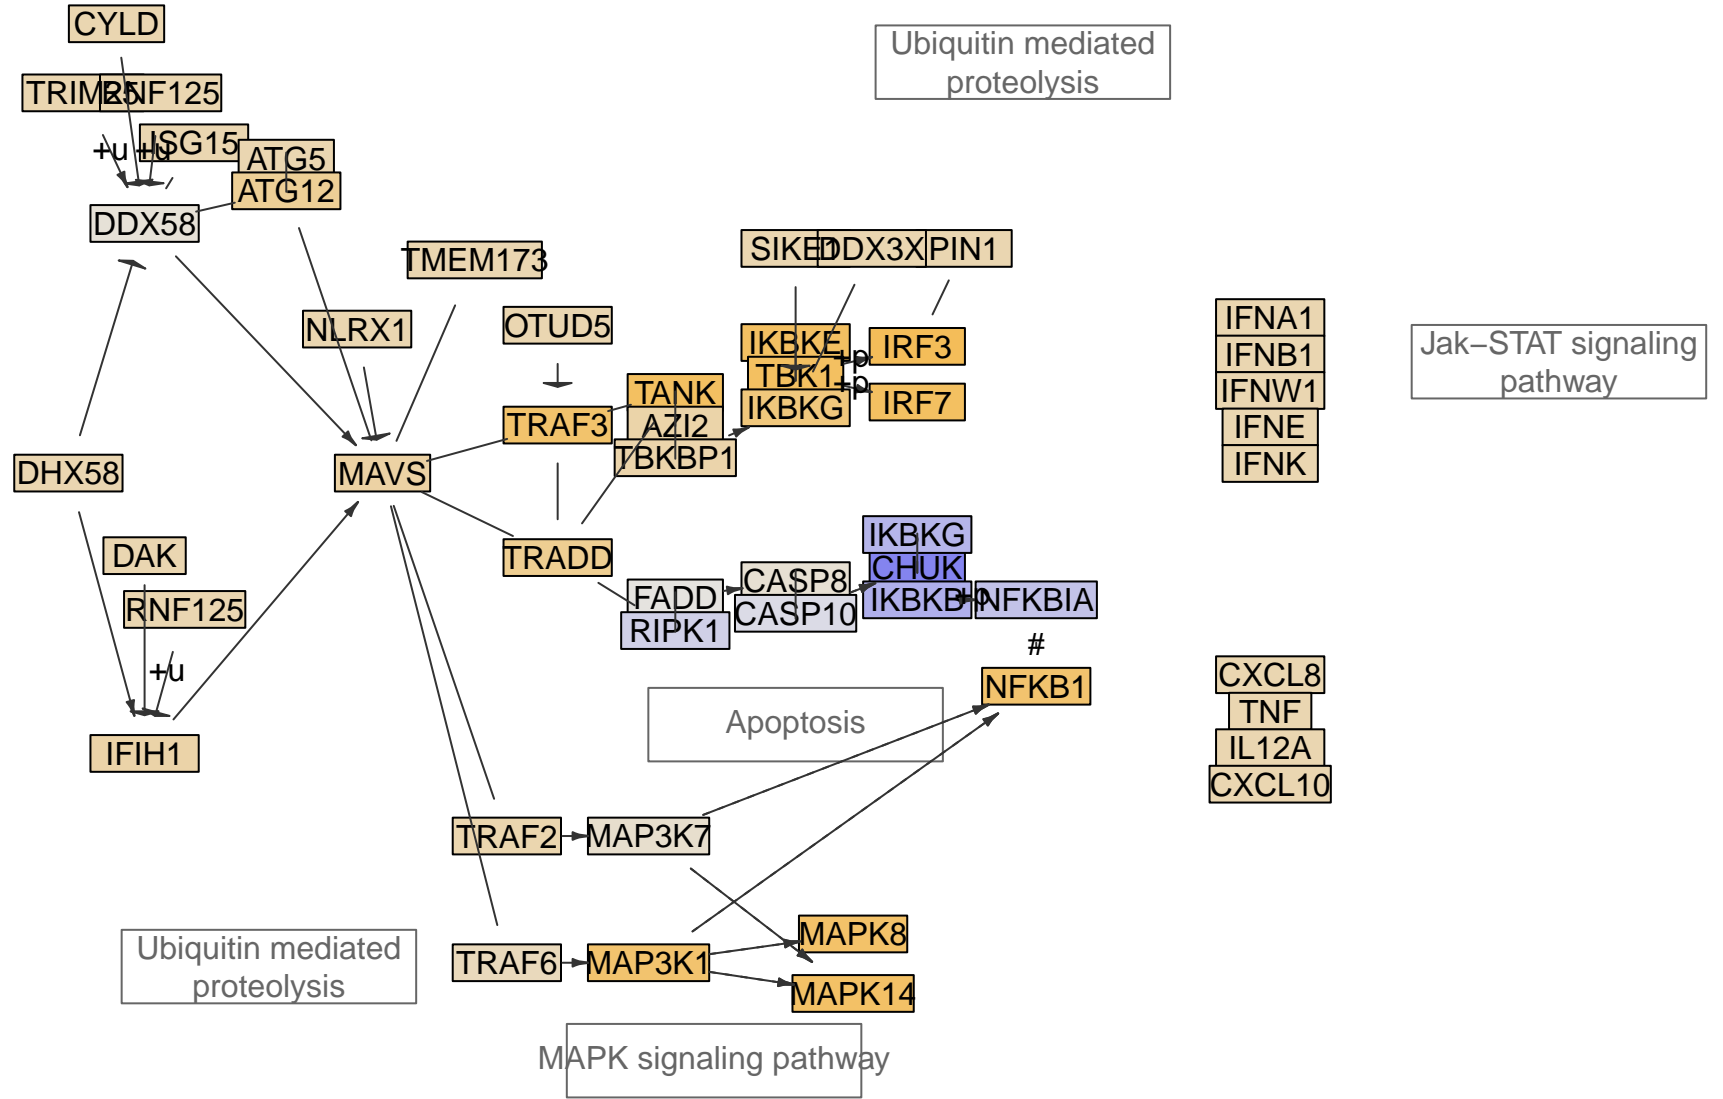 CYLD
Ubiquitin mediated
proteolysis
TRIM25
RNF125
ISG15
+u
+u
ATG5
ATG12
DDX58
TMEM173
SIKE1
DDX3X
PIN1
NLRX1
OTUD5
IKBKE
TBK1
IKBKG
+p
+p
IRF3
IRF7
IFNA1
IFNB1
IFNW1
IFNE
IFNK
Jak−STAT signaling
pathway
TANK
AZI2
TBKBP1
TRAF3
DHX58
MAVS
DAK
RNF125
+u
IFIH1
TRADD
FADD
RIPK1
CASP8
CASP10
IKBKG
CHUK
IKBKB
+p
NFKBIA
#
NFKB1
Apoptosis
CXCL8
TNF
IL12A
CXCL10
TRAF2
MAP3K7
TRAF6
MAP3K1
MAPK8
MAPK14
Ubiquitin mediated
proteolysis
MAPK signaling pathway